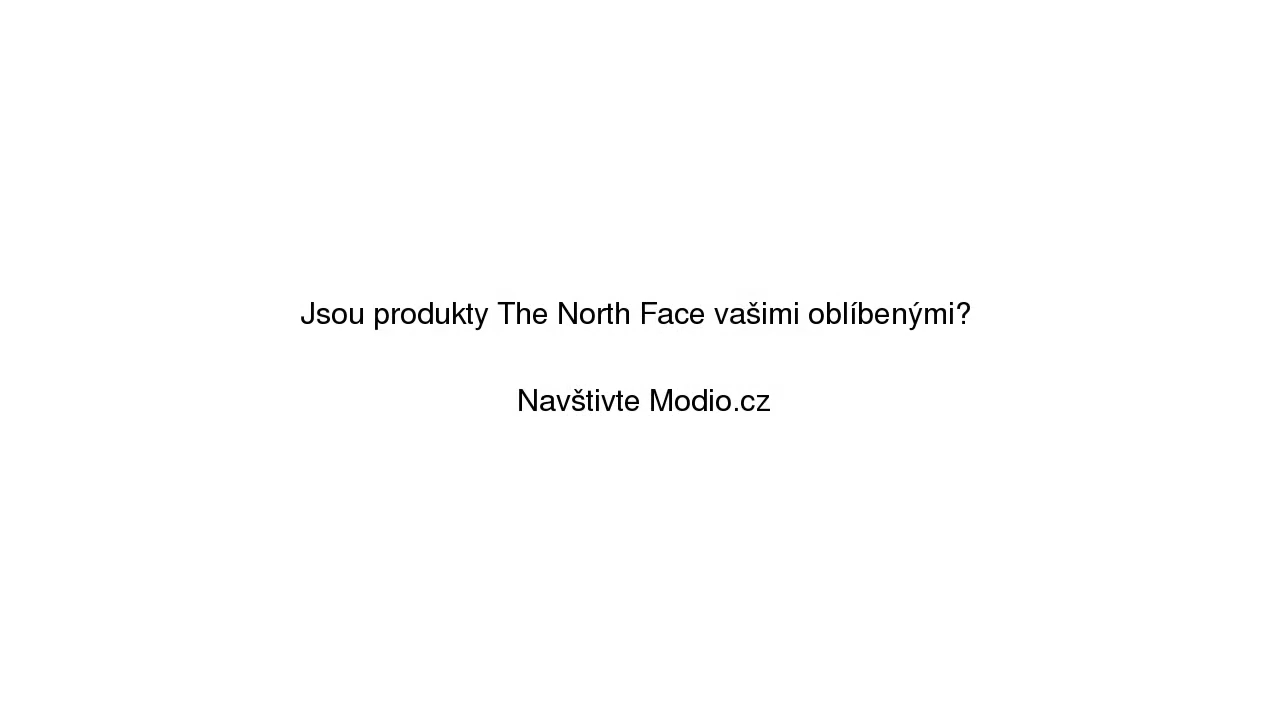 Jsou produkty The North Face vašimi oblíbenými?
Navštivte Modio.cz